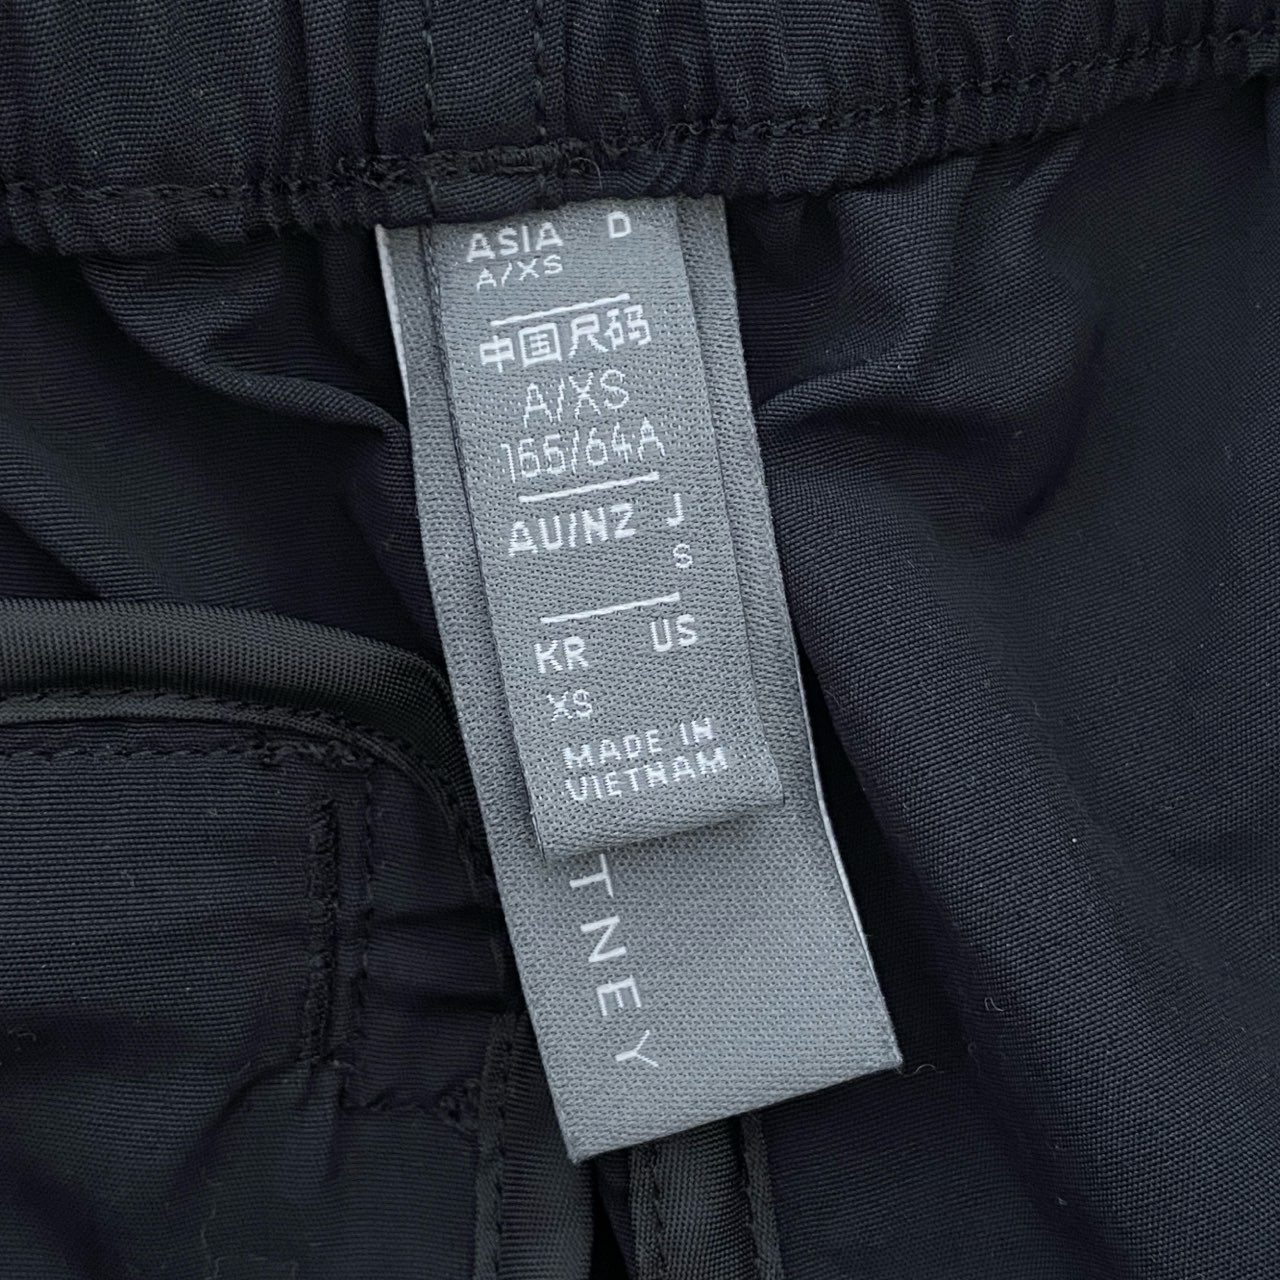 ASIA D
A/XS
中国尺码
A/XS
165/64A
AU/NZ J
S
KR US
XS
MADE IN
VIETNAM
TNEY